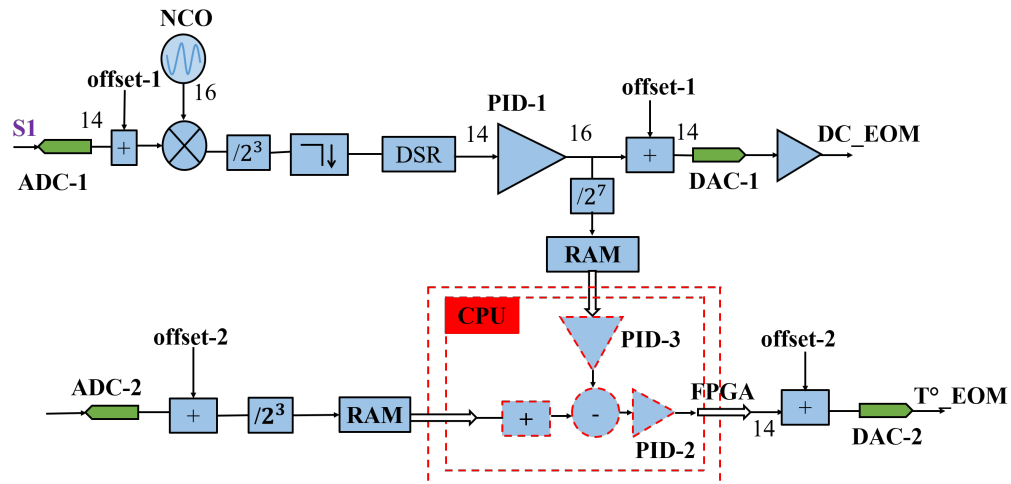 NCO
offset-1
16
S1
14
+
/2³
DSR
14
PID-1
16
offset-1
+
14
DC_EOM
ADC-1
DAC-1
/2⁷
RAM
CPU
PID-3
offset-2
ADC-2
+
/2³
RAM
+
-
PID-2
FPGA
14
offset-2
+
T°_EOM
DAC-2